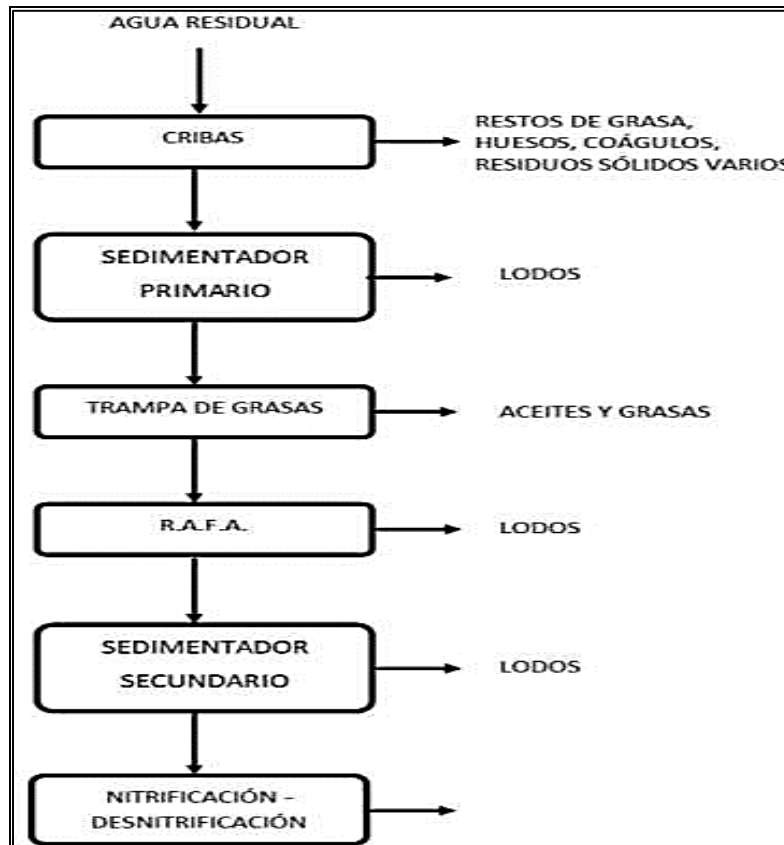 AGUA RESIDUAL
CRIBAS
RESTOS DE GRASA,
HUESOS, COÁGULOS,
RESIDUOS SÓLIDOS VARIOS
SEDIMENTADOR
PRIMARIO
LODOS
TRAMPA DE GRASAS
ACEITES Y GRASAS
R.A.F.A.
LODOS
SEDIMENTADOR
SECUNDARIO
LODOS
NITRIFICACIÓN -
DESNITRIFICACIÓN